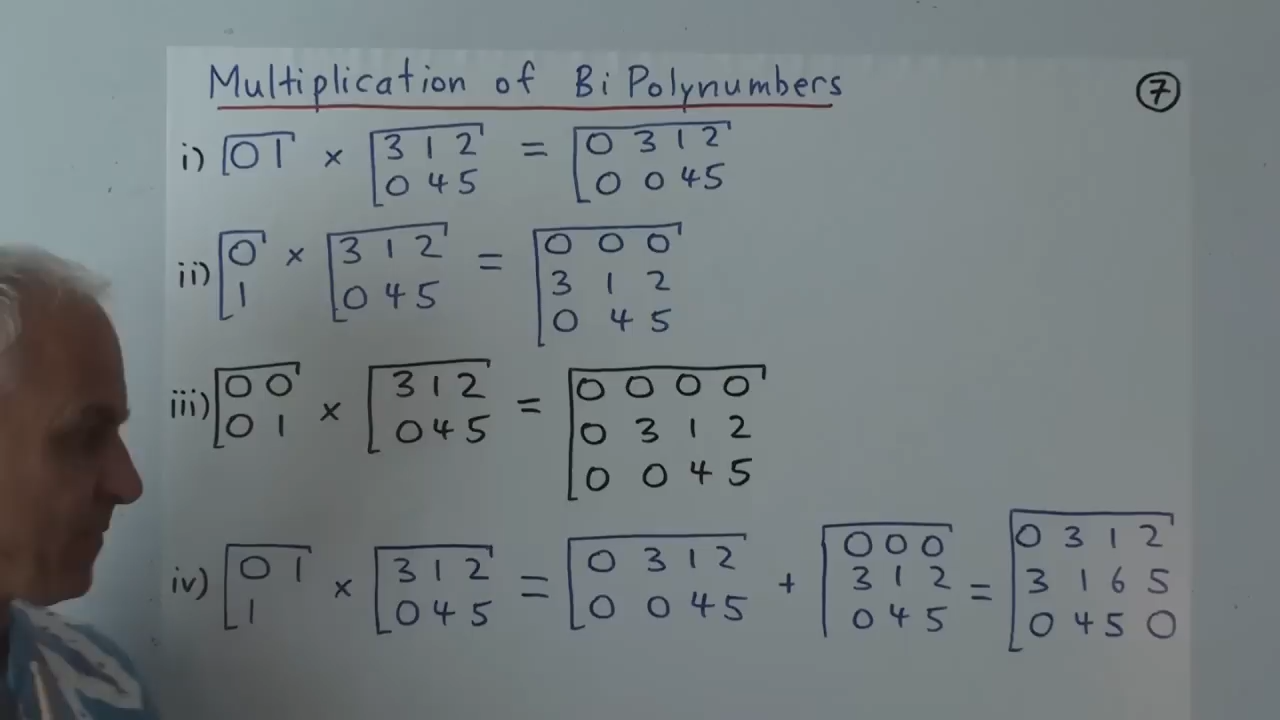 Multiplication of BiPolynumbers
7
i) 0 1 × 3 1 2 = 0 3 1 2
0 4 5 0 0 4 5
ii) 0 × 3 1 2 = 0 0 0
1 0 4 5 3 1 2
0 4 5
iii) 0 0 × 3 1 2 = 0 0 0 0
0 1 0 4 5 0 3 1 2
0 0 4 5
iv) 0 1 × 3 1 2 = 0 3 1 2 + 0 0 0 = 0 3 1 2
1 0 4 5 0 0 4 5 3 1 2 3 1 6 5
0 4 5 0 4 5 0